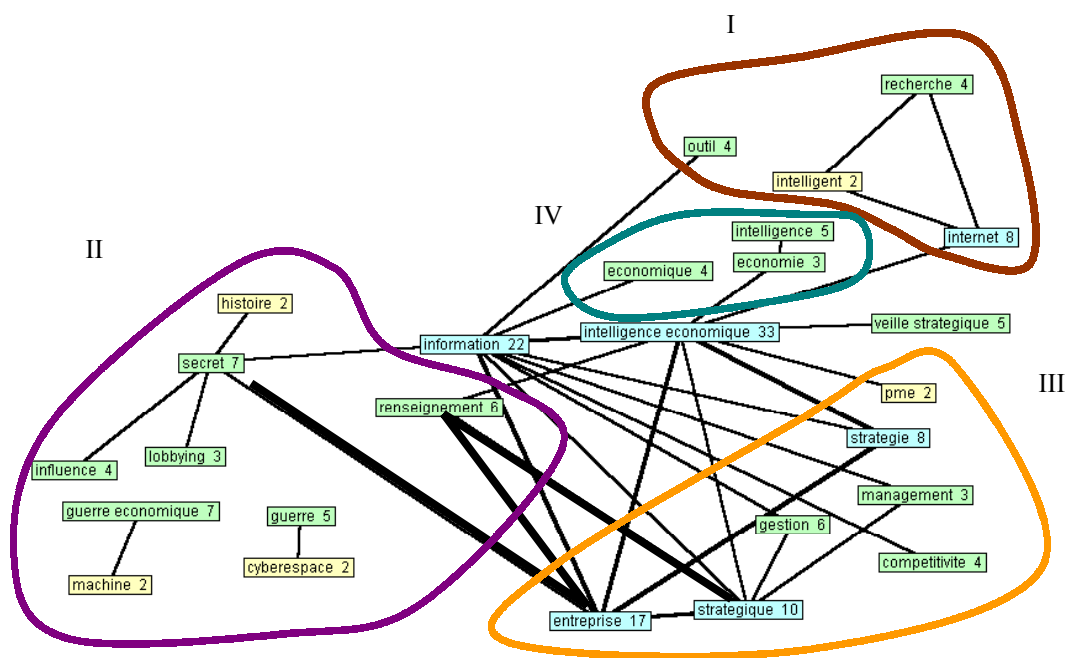 I
recherche 4
outil 4
intelligent 2
IV
intelligence 5
internet 8
II
economie 3
economique 4
histoire 2
veille strategique 5
intelligence economique 33
information 22
secret 7
III
pme 2
renseignement 6
strategie 8
lobbying 3
influence 4
management 3
guerre economique 7
guerre 5
gestion 6
competitivite 4
cyberespace 2
machine 2
strategique 10
entreprise 17